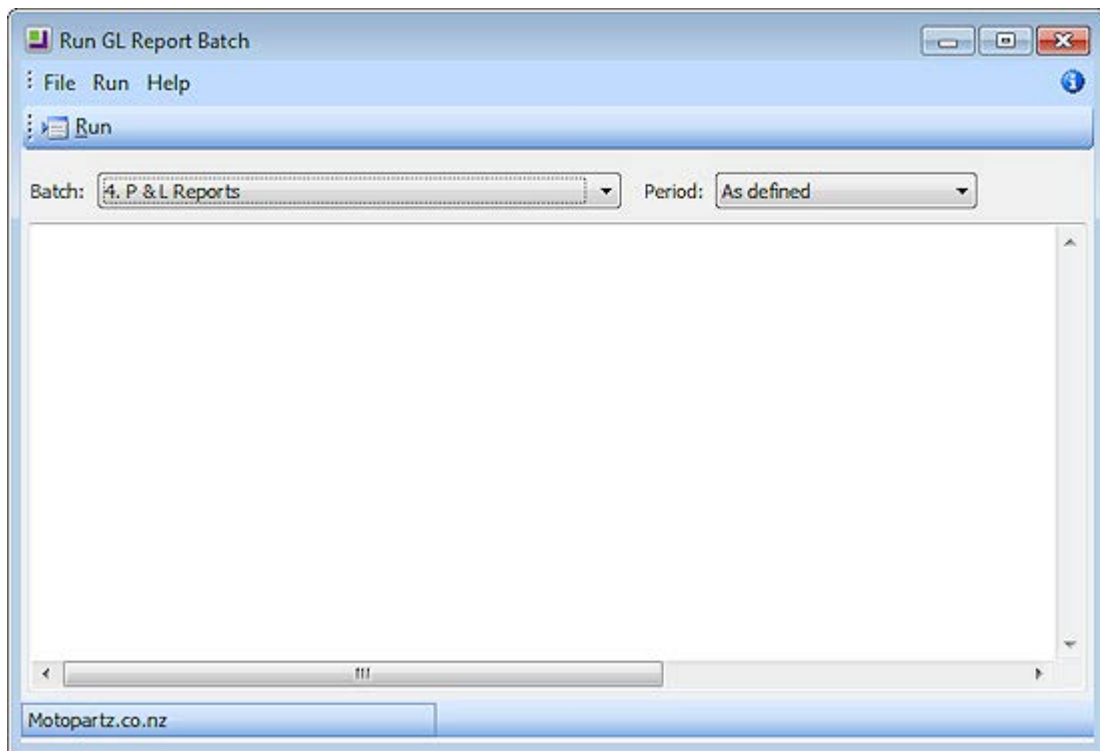 Run GL Report Batch
File Run Help
Run
Batch: 4. P & L Reports Period: As defined
Motopartz.co.nz